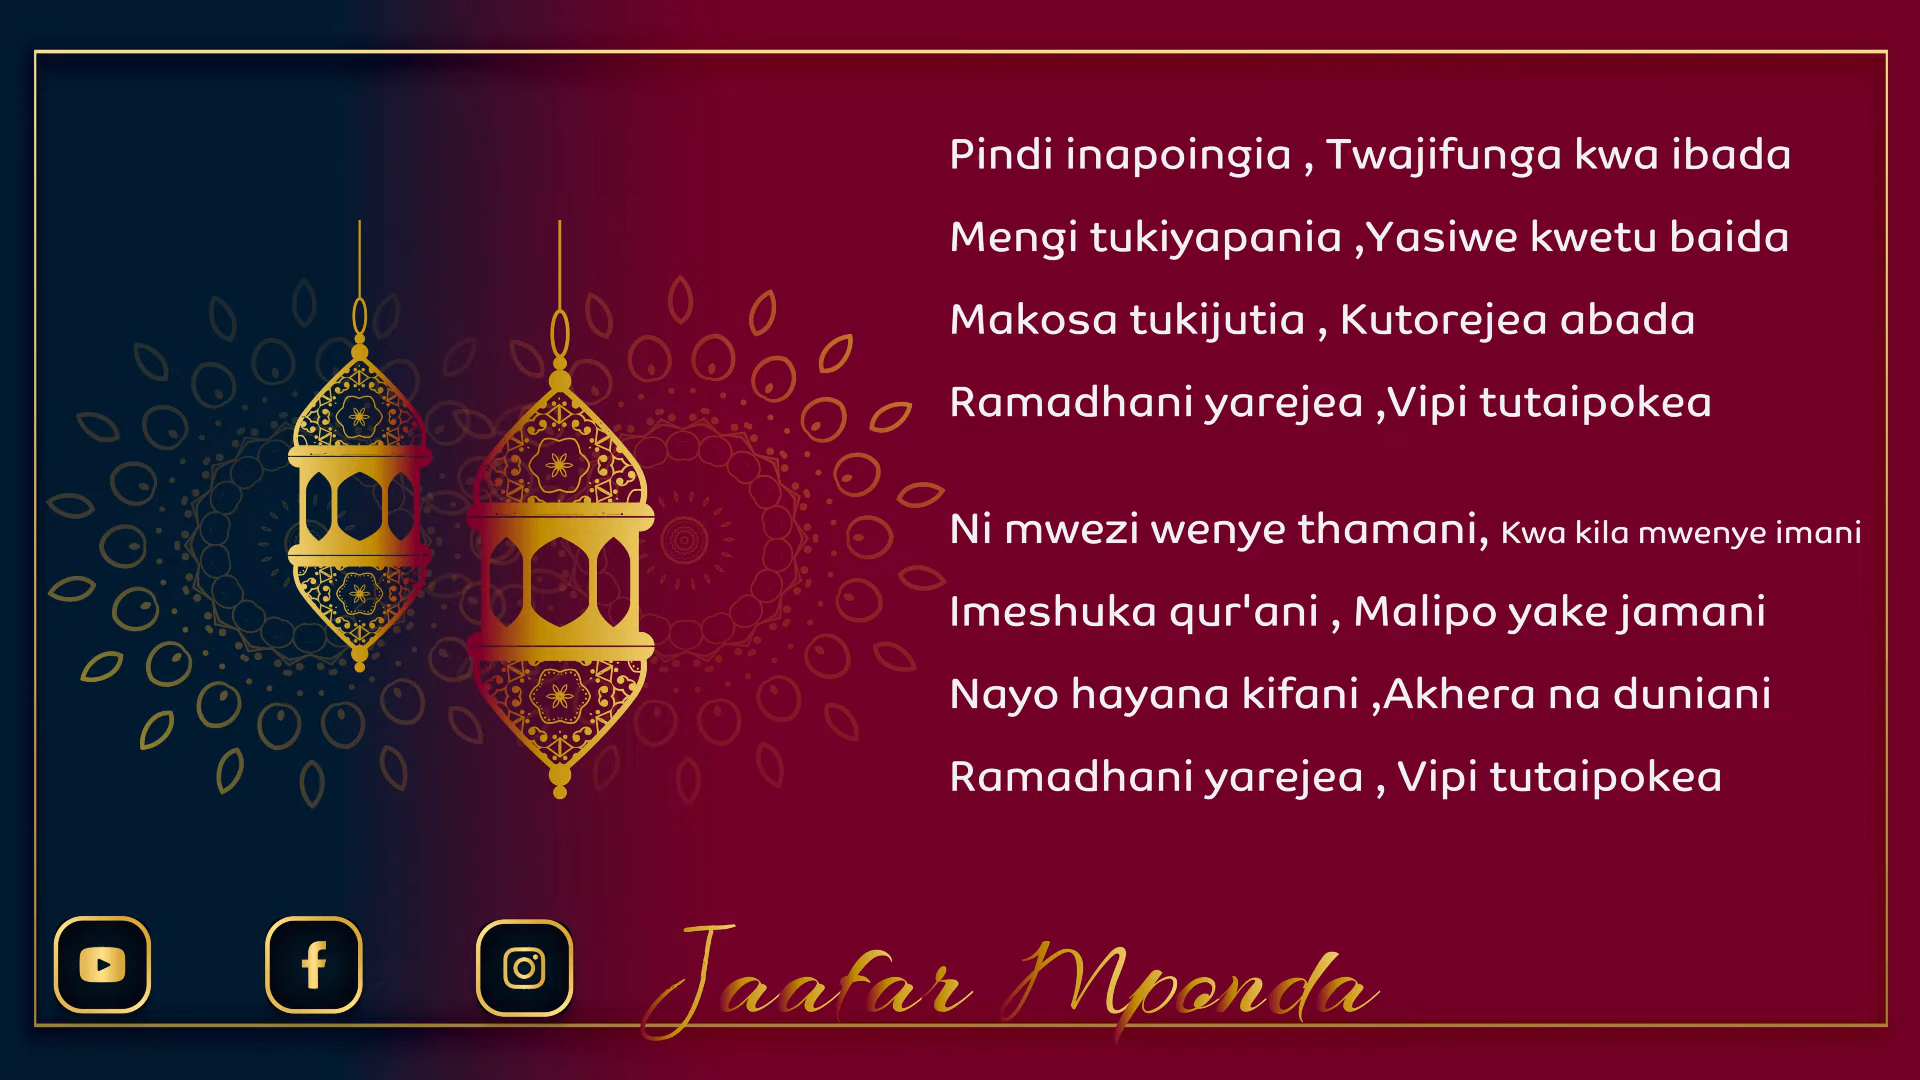 Pindi inapoingia , Twajifunga kwa ibada
Mengi tukiyapania ,Yasiwe kwetu baida
Makosa tukijutia , Kutorejea abada
Ramadhani yarejea ,Vipi tutaipokea
Ni mwezi wenye thamani, Kwa kila mwenye imani
Imeshuka qur'ani , Malipo yake jamani
Nayo hayana kifani ,Akhera na duniani
Ramadhani yarejea , Vipi tutaipokea
Jaafar Mponda